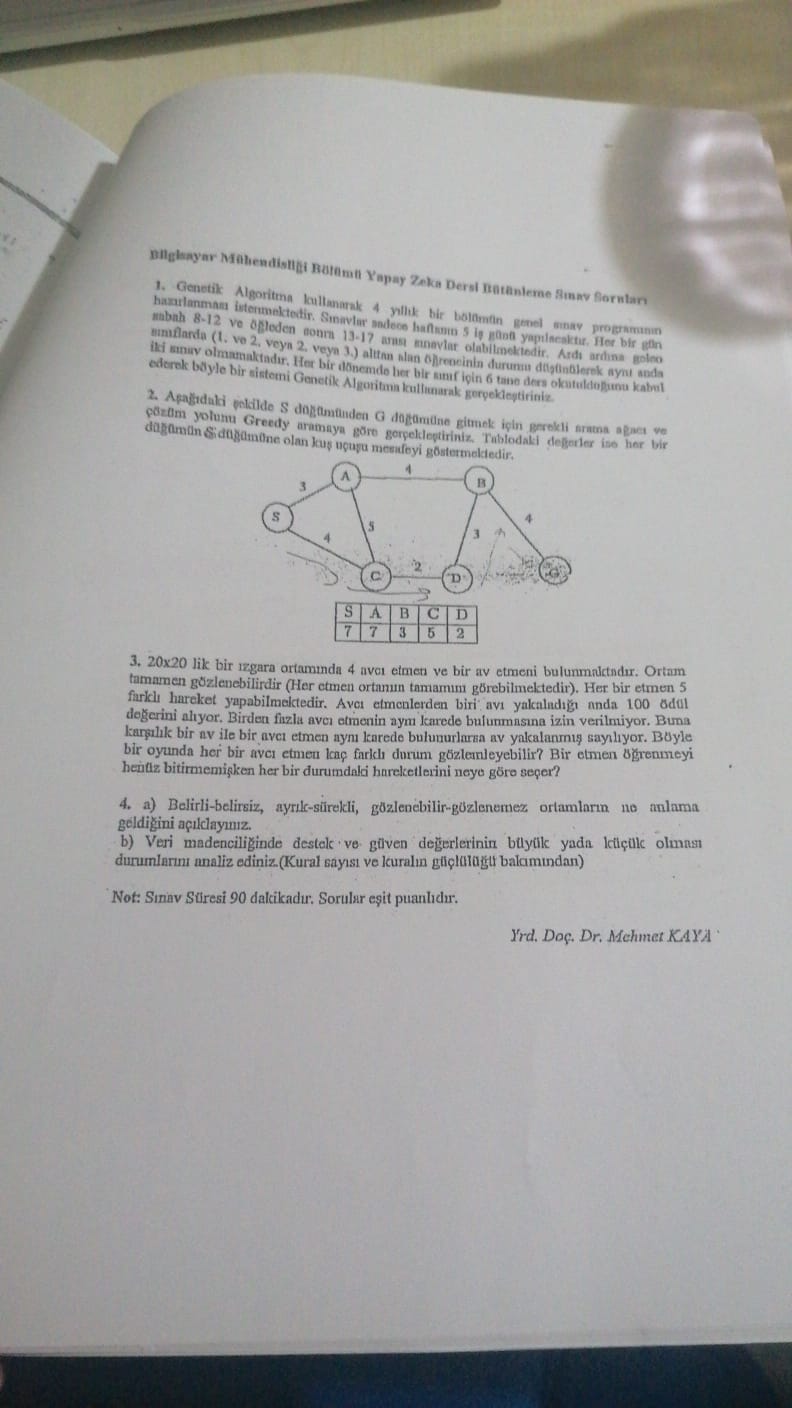 Bilgisayar Mühendisliği Bölümü Yapay Zeka Dersi Bütünleme Sınav Soruları
1. Genetik Algoritma kullanarak 4 yıllık bir bölümün genel sınav programının
hazırlanması istenmektedir. Sınavlar sadece haftanın 5 iş günü yapılacaktır. Her bir gün
sabah 8-12 ve öğleden sonra 13-17 arası sınavlar olabilmektedir. Ardı ardına gelen
sınıflarda (1. ve 2. veya 2. veya 3.) alttan alan öğrencinin durumu düşünülerek aynı anda
iki sınav olmamaktadır. Her bir dönemde her bir sınıf için 6 tane ders okutulduğunu kabul
ederek böyle bir sistemi Genetik Algoritma kullanarak gerçekleştiriniz.
2. Aşağıdaki şekilde S düğümünden G düğümüne gitmek için gerekli arama ağacı ve
çözüm yolunu Greedy aramaya göre gerçekleştiriniz. Tablodaki değerler ise her bir
düğümün düğümüne olan kuş uçuşu mesafeyi göstermektedir.
A 4 B
3
S 5 3 4
4
C 2 D G
S A B C D
7 7 3 5 2
3. 20x20 lik bir ızgara ortamında 4 avcı etmen ve bir av etmeni bulunmaktadır. Ortam
tamamen gözlenebilirdir (Her etmen ortamın tamamını görebilmektedir). Her bir etmen 5
farklı hareket yapabilmektedir. Avcı etmenlerden biri avı yakaladığı anda 100 ödül
değerini alıyor. Birden fazla avcı etmenin aynı karede bulunmasına izin verilmiyor. Buna
karşılık bir av ile bir avcı etmen aynı karede bulunurlarsa av yakalanmış sayılıyor. Böyle
bir oyunda her bir avcı etmen kaç farklı durum gözlemleyebilir? Bir etmen öğrenmeyi
henüz bitirmemişken her bir durumdaki hareketlerini neye göre seçer?
4. a) Belirli-belirsiz, ayrık-sürekli, gözlenebilir-gözlenemez ortamların ne anlama
geldiğini açıklayınız.
b) Veri madenciliğinde destek ve güven değerlerinin büyük yada küçük olması
durumlarını analiz ediniz.(Kural sayısı ve kuralın güçlülüğü bakımından)
Not: Sınav Süresi 90 dakikadır. Sorular eşit puanlıdır.
Yrd. Doç. Dr. Mehmet KAYA